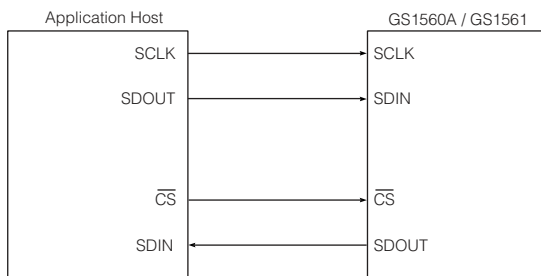 Application Host
GS1560A / GS1561
SCLK
SCLK
SDOUT
SDIN
CS
CS
SDIN
SDOUT